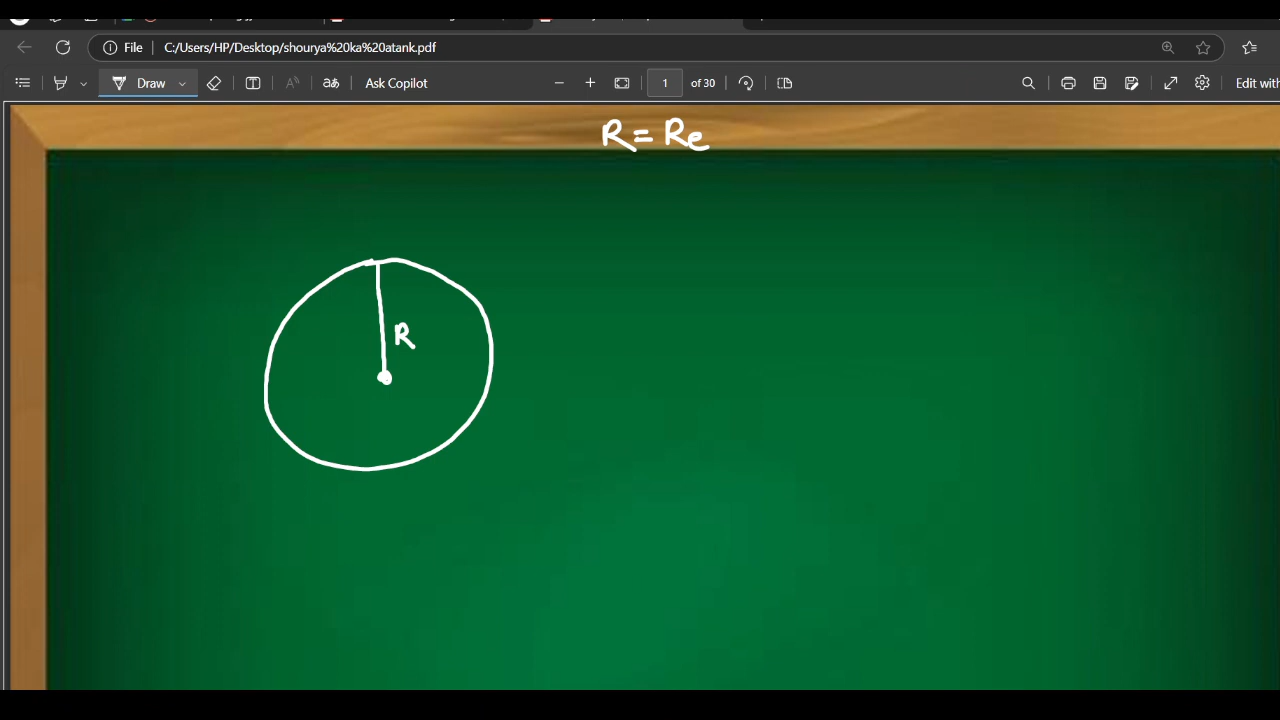 File
C:/Users/HP/Desktop/shourya%20ka%20atank.pdf
Draw
Ask Copilot
1
of 30
Edit with
R = Re
R